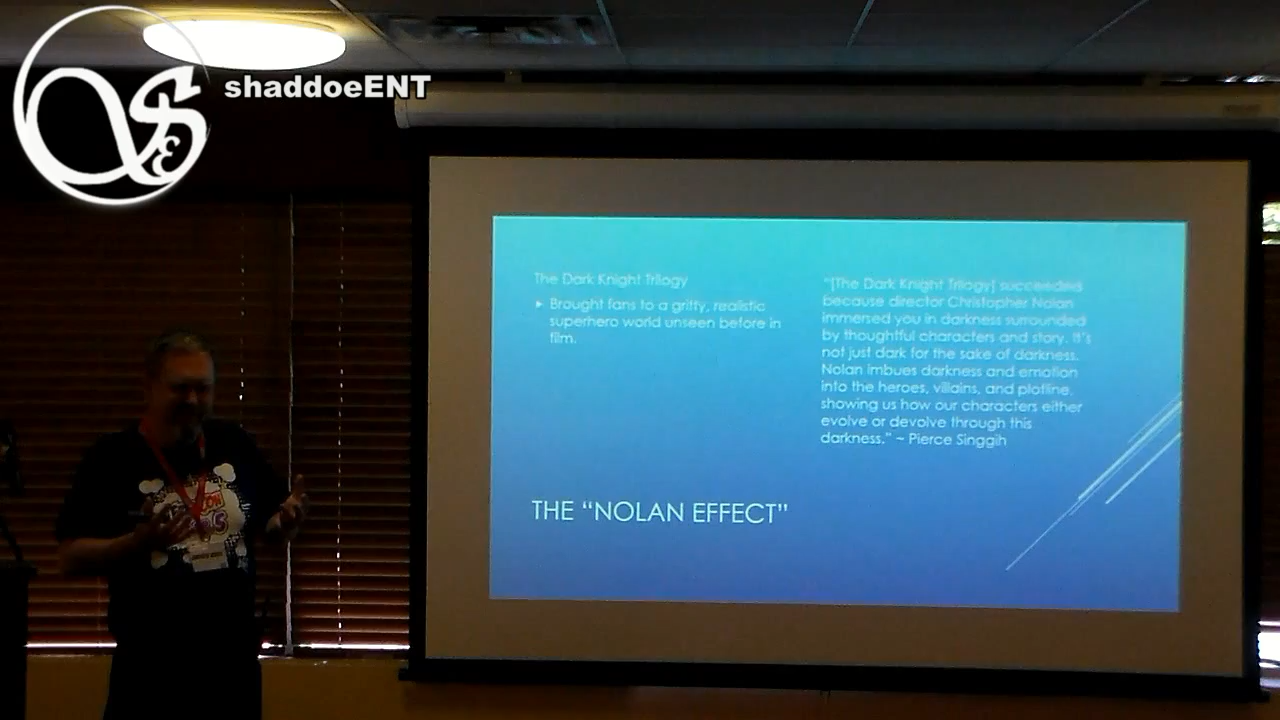 shaddoeENT
The Dark Knight Trilogy
Brought fans to a gritty, realistic
superhero world unseen before in
film.
"[The Dark Knight Trilogy] succeeded
because director Christopher Nolan
immersed you in darkness surrounded
by thoughtful characters and story. It's
not just dark for the sake of darkness.
Nolan imbues darkness and emotion
into the heroes, villains, and plotline,
showing us how our characters either
evolve or devolve through this
darkness." ~ Pierce Singgih
THE "NOLAN EFFECT"